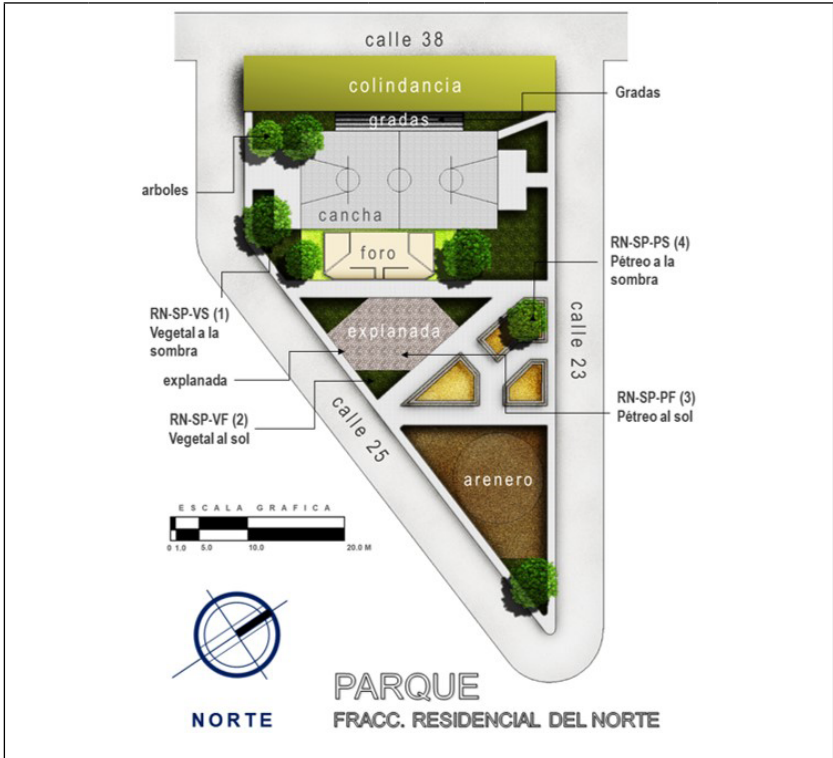 calle 38
colindancia
Gradas
gradas
arboles
cancha
foro
RN-SP-PS (4)
Pétreo a la
sombra
RN-SP-VS (1)
Vegetal a la
sombra
explanada
calle 23
explanada
RN-SP-VF (2)
Vegetal al sol
RN-SP-PF (3)
Pétreo al sol
calle 25
arenero
ESCALA GRAFICA
0 1.0 5.0 10.0 20.0 M
NORTE
PARQUE
FRACC. RESIDENCIAL DEL NORTE